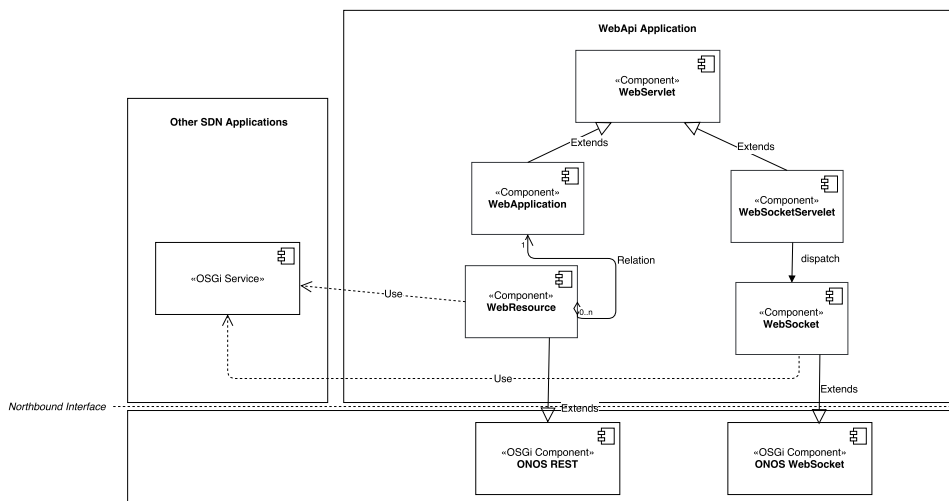 WebApi Application
«Component»
WebServlet
Other SDN Applications
Extends
Extends
«Component»
WebApplication
«Component»
WebSocketServelet
1
Relation
dispatch
«OSGi Service»
Use
«Component»
WebResource
0..n
«Component»
WebSocket
Use
Extends
Northbound Interface
Extends
«OSGi Component»
ONOS REST
«OSGi Component»
ONOS WebSocket